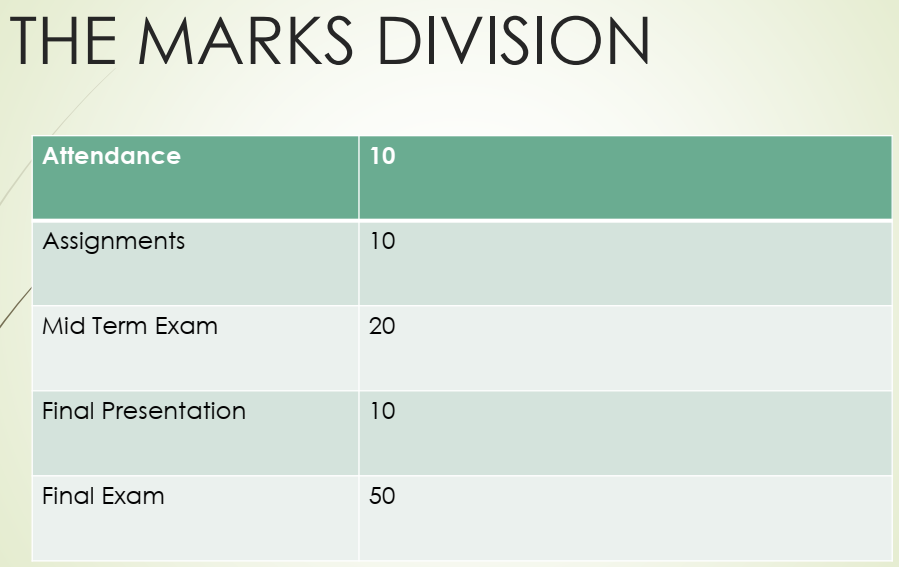 THE MARKS DIVISION
Attendance 10
Assignments 10
Mid Term Exam 20
Final Presentation 10
Final Exam 50